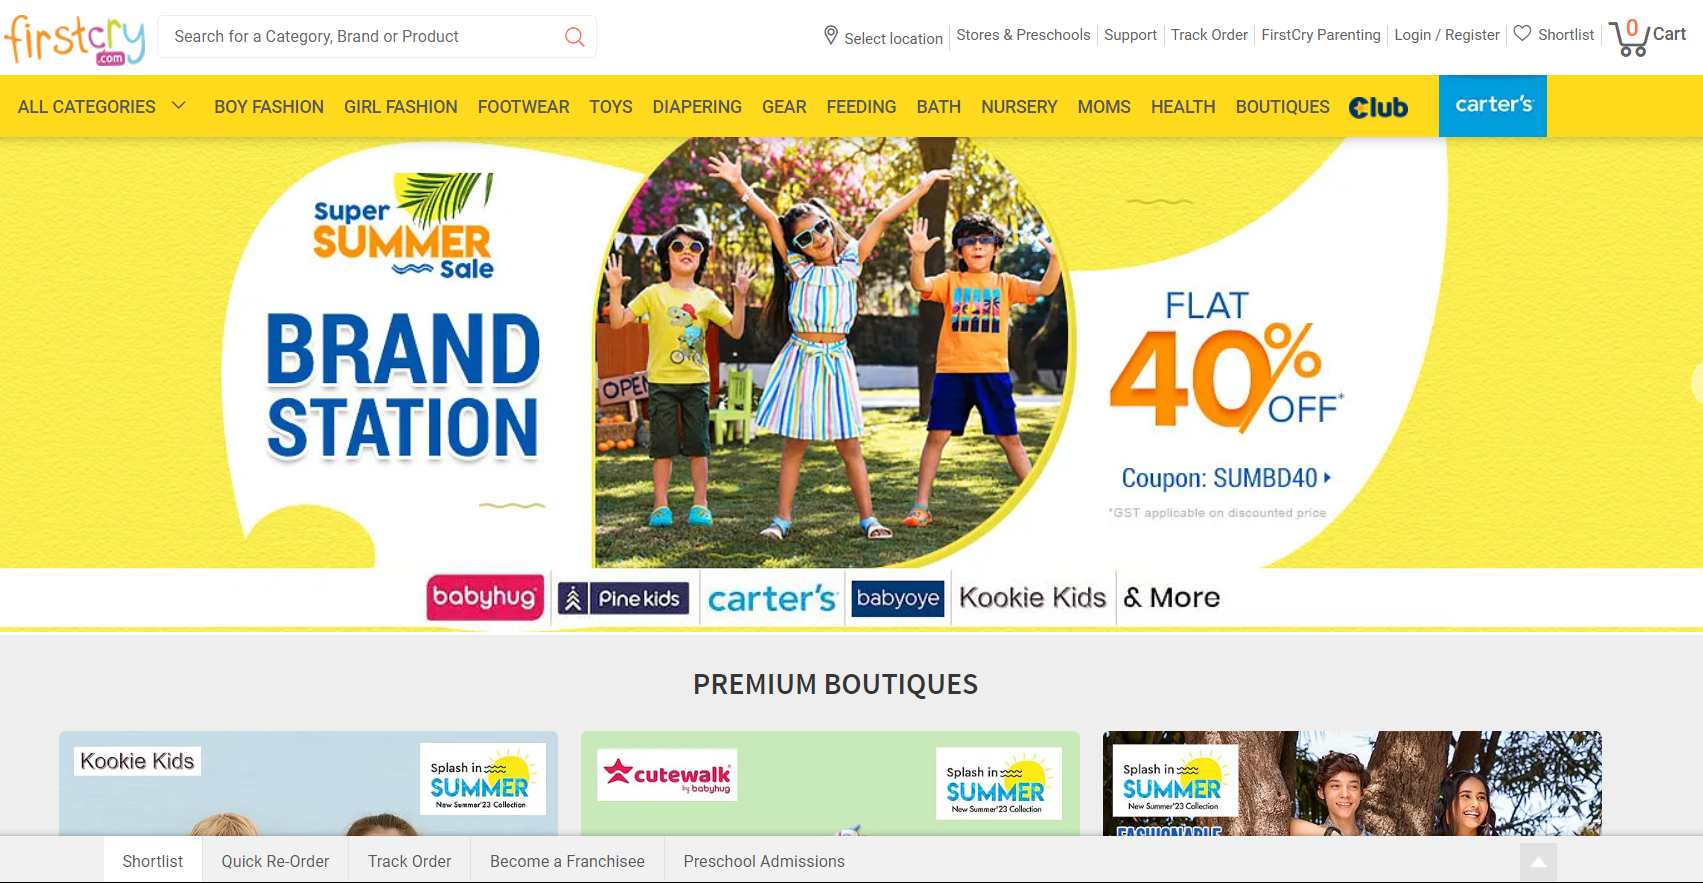 firstcry
.com
Search for a Category, Brand or Product
Select location
Stores & Preschools
Support
Track Order
FirstCry Parenting
Login / Register
Shortlist
0
Cart
ALL CATEGORIES
BOY FASHION
GIRL FASHION
FOOTWEAR
TOYS
DIAPERING
GEAR
FEEDING
BATH
NURSERY
MOMS
HEALTH
BOUTIQUES
Club
carter's
Super
SUMMER
Sale
BRAND
STATION
OPEN
FLAT
40%
OFF*
Coupon: SUMBD40
*GST applicable on discounted price
babyhug
Pine kids
carter's
babyoye
Kookie Kids
& More
PREMIUM BOUTIQUES
Kookie Kids
Splash in
SUMMER
New Summer'23 Collection
cutewalk
by babyhug
Splash in
SUMMER
New Summer'23 Collection
Splash in
SUMMER
New Summer'23 Collection
FASHIONABLE
Shortlist
Quick Re-Order
Track Order
Become a Franchisee
Preschool Admissions